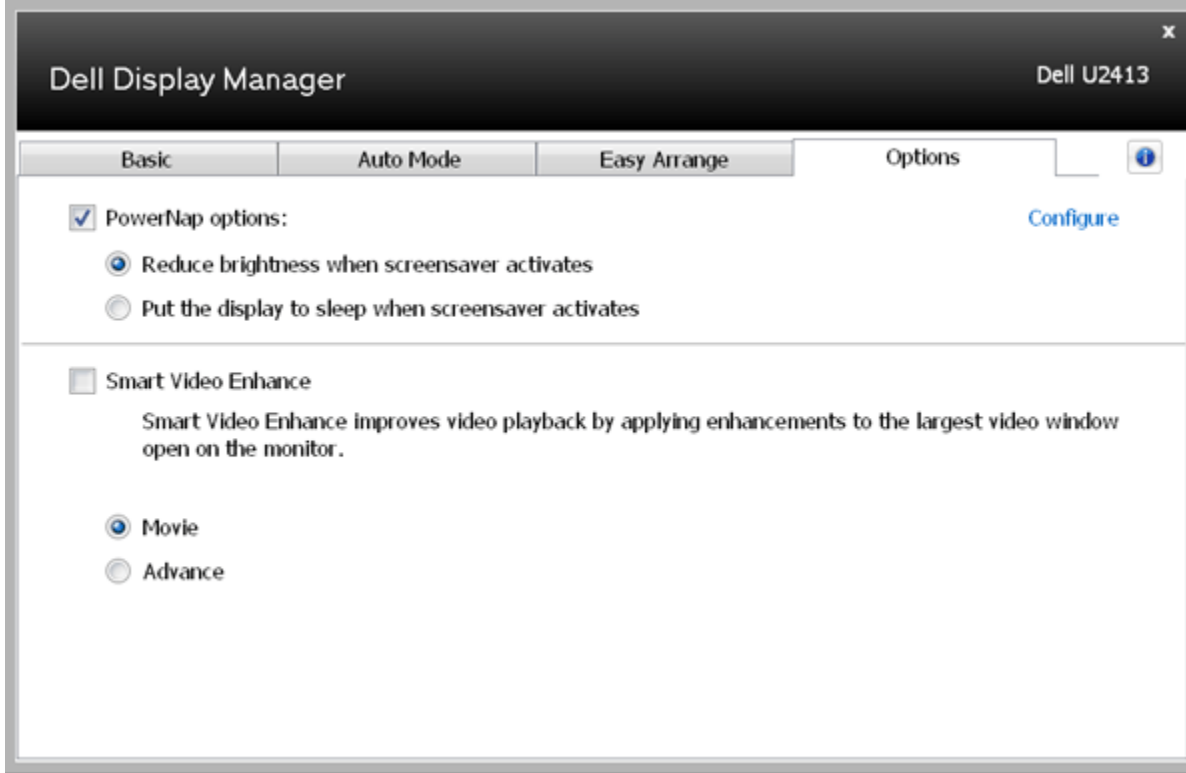 x
Dell Display Manager
Dell U2413
Basic
Auto Mode
Easy Arrange
Options
PowerNap options:
Configure
Reduce brightness when screensaver activates
Put the display to sleep when screensaver activates
Smart Video Enhance
Smart Video Enhance improves video playback by applying enhancements to the largest video window
open on the monitor.
Movie
Advance